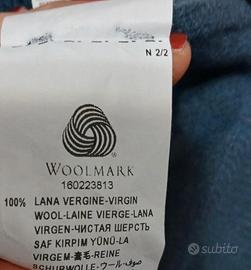 N 2/2
WOOLMARK
160223813
100% LANA VERGINE-VIRGIN
WOOL-LAINE VIERGE-LANA
VIRGEN-ЧИСТАЯ ШЕРСТЬ
SAF KIRPIM YÜNÜ-LA
VIRGEM-套毛-REINE
SCHURWOLLE-ウール-صوف
subito